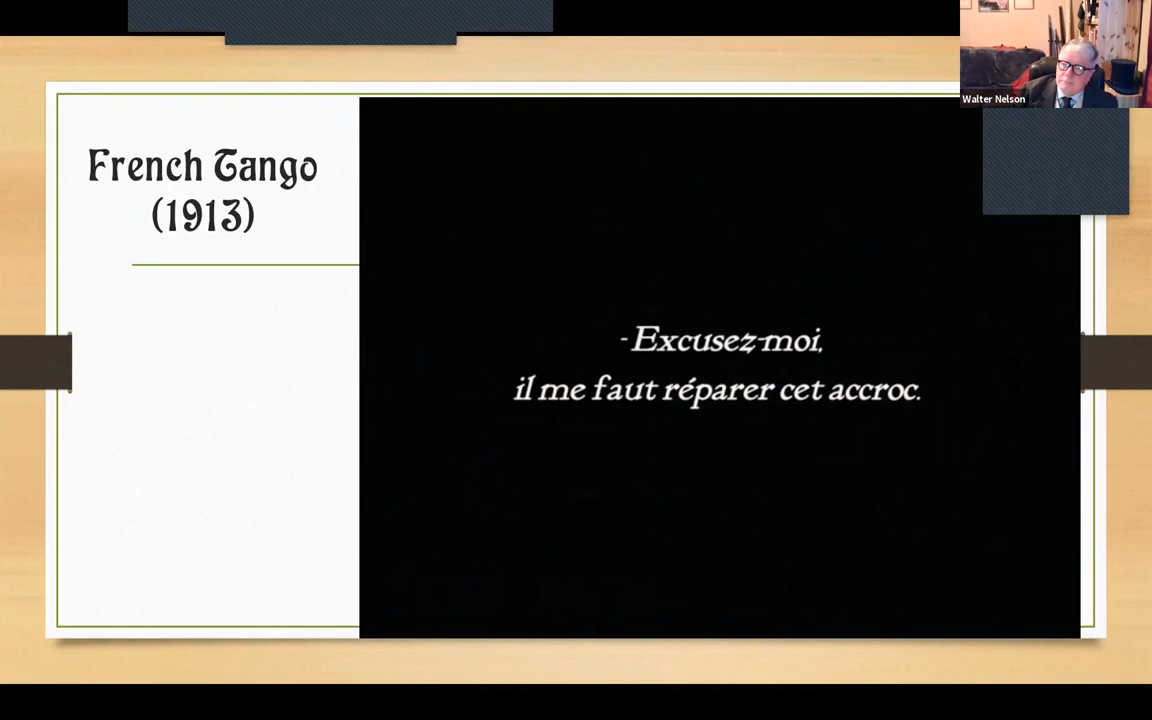 Walter Nelson
French Tango
(1913)
- Excusez-moi,
il me faut réparer cet accroc.